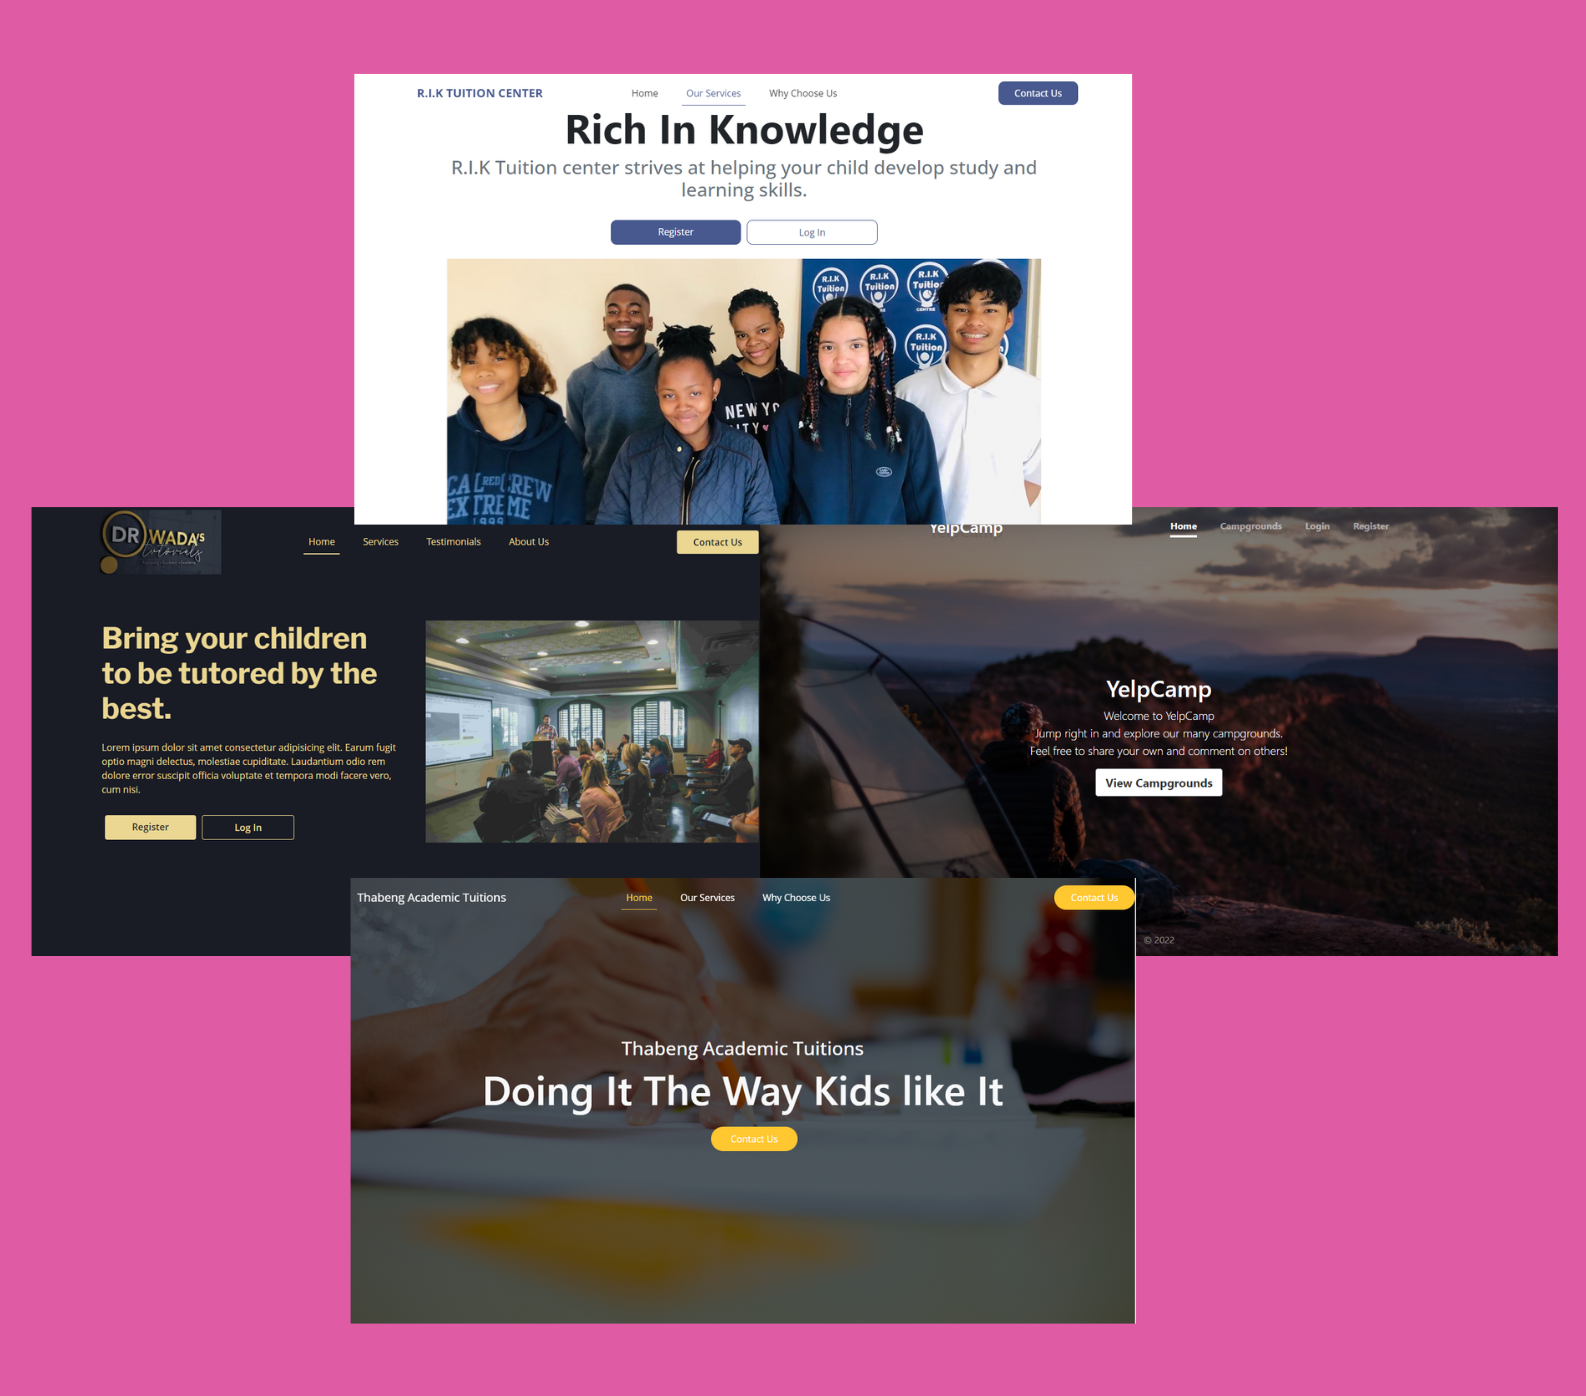 R.I.K TUITION CENTER
Home
Our Services
Why Choose Us
Contact Us
Rich In Knowledge
R.I.K Tuition center strives at helping your child develop study and
learning skills.
Register
Log In
R.I.K
Tuition
R.I.K
Tuition
R.I.K
CENTRE
R.I.K
Tuition
NEW YO
ITY
CAL RED CREW
EXTREME
1999
DR WADA'S
tutorials
Home
Services
Testimonials
About Us
Contact Us
Bring your children
to be tutored by the
best.
Lorem ipsum dolor sit amet consectetur adipisicing elit. Earum fugit
optio magni delectus, molestiae cupiditate. Laudantium odio rem
dolore error suscipit officia voluptate et tempora modi facere vero,
cum nisi.
Register
Log In
YelpCamp
Home
Campgrounds
Login
Register
YelpCamp
Welcome to YelpCamp
Jump right in and explore our many campgrounds.
Feel free to share your own and comment on others!
View Campgrounds
© 2022
Thabeng Academic Tuitions
Home
Our Services
Why Choose Us
Contact Us
Thabeng Academic Tuitions
Doing It The Way Kids like It
Contact Us